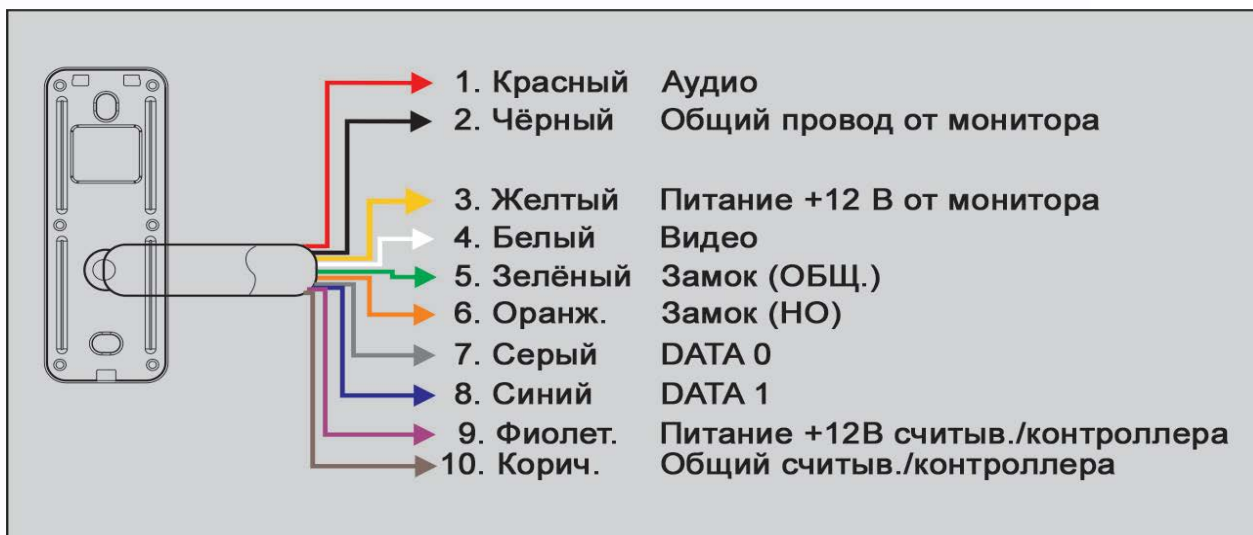 1. Красный Аудио
2. Чёрный Общий провод от монитора
3. Желтый Питание +12 В от монитора
4. Белый Видео
5. Зелёный Замок (ОБЩ.)
6. Оранж. Замок (НО)
7. Серый DATA 0
8. Синий DATA 1
9. Фиолет. Питание +12В считыв./контроллера
10. Корич. Общий считыв./контроллера